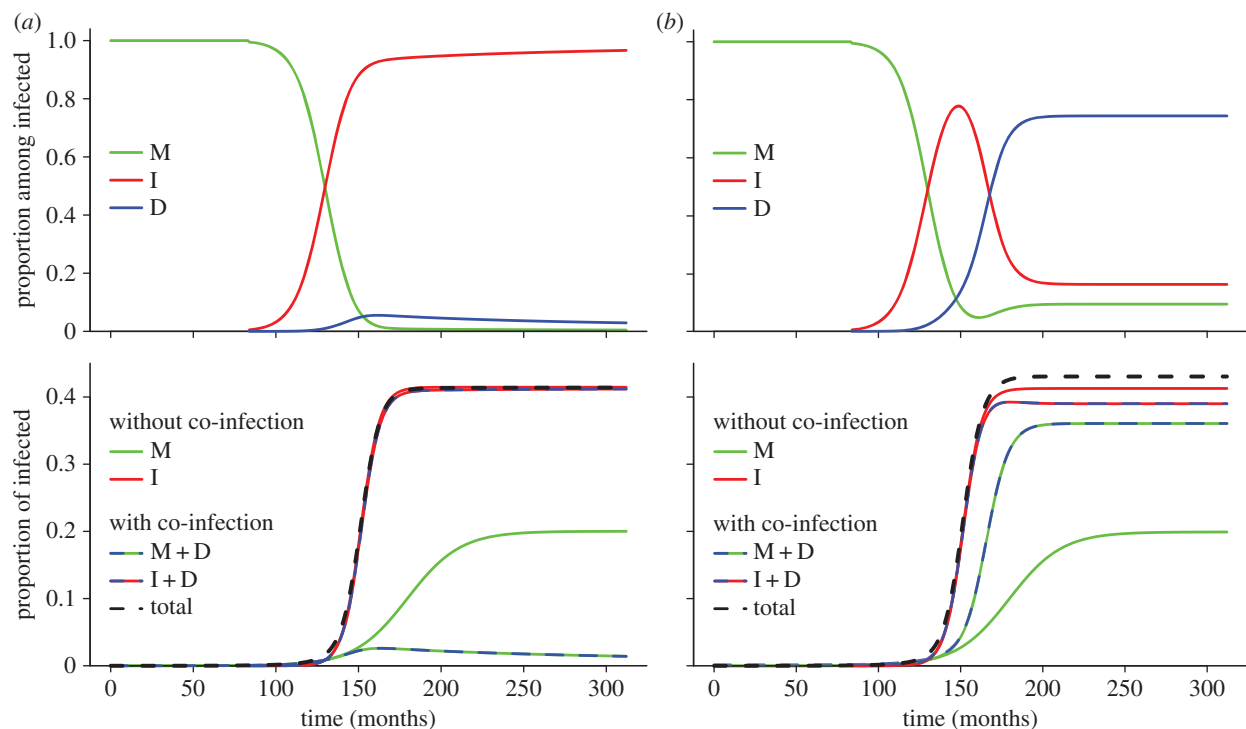 (a)
proportion among infected
1.0
0.8
0.6
0.4
0.2
0
M
I
D
(b)
M
I
D
proportion of infected
0.4
0.3
0.2
0.1
0
without co-infection
M
I
with co-infection
M + D
I + D
total
0 50 100 150 200 250 300
time (months)
without co-infection
M
I
with co-infection
M + D
I + D
total
0 50 100 150 200 250 300
time (months)